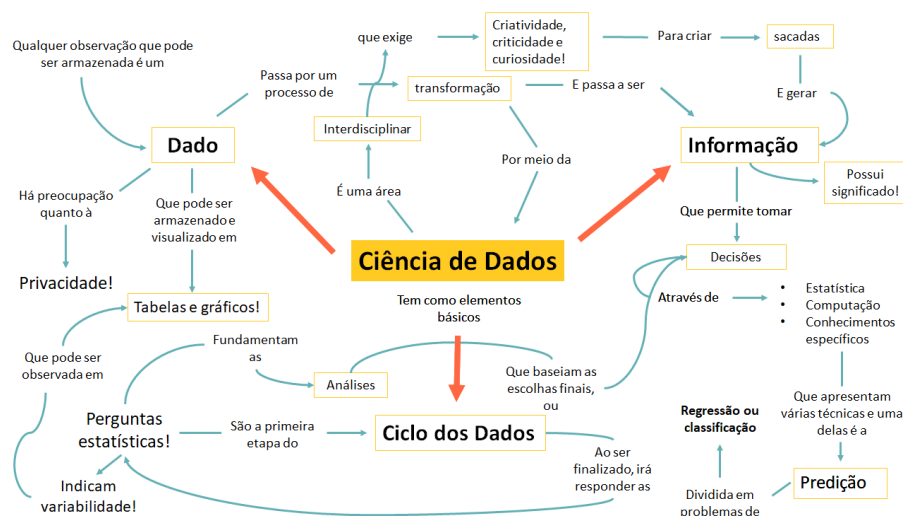 Qualquer observação que pode
ser armazenada é um
Dado
Há preocupação
quanto à
Privacidade!
Que pode ser
armazenado e
visualizado em
Tabelas e gráficos!
Passa por um
processo de
transformação
E passa a ser
Informação
Por meio da
É uma área
Interdisciplinar
que exige
Criatividade,
criticidade e
curiosidade!
Para criar
sacadas
E gerar
Possui
significado!
Que permite tomar
Decisões
Através de
• Estatística
• Computação
• Conhecimentos
específicos
Que apresentam
várias técnicas e uma
delas é a
Predição
Dividida em
problemas de
Regressão ou
classificação
Ciência de Dados
Tem como elementos
básicos
Ciclo dos Dados
Ao ser
finalizado, irá
responder as
Perguntas
estatísticas!
São a primeira
etapa do
Fundamentam
as
Análises
Que baseiam as
escolhas finais,
ou
Indicam
variabilidade!
Que pode ser
observada em